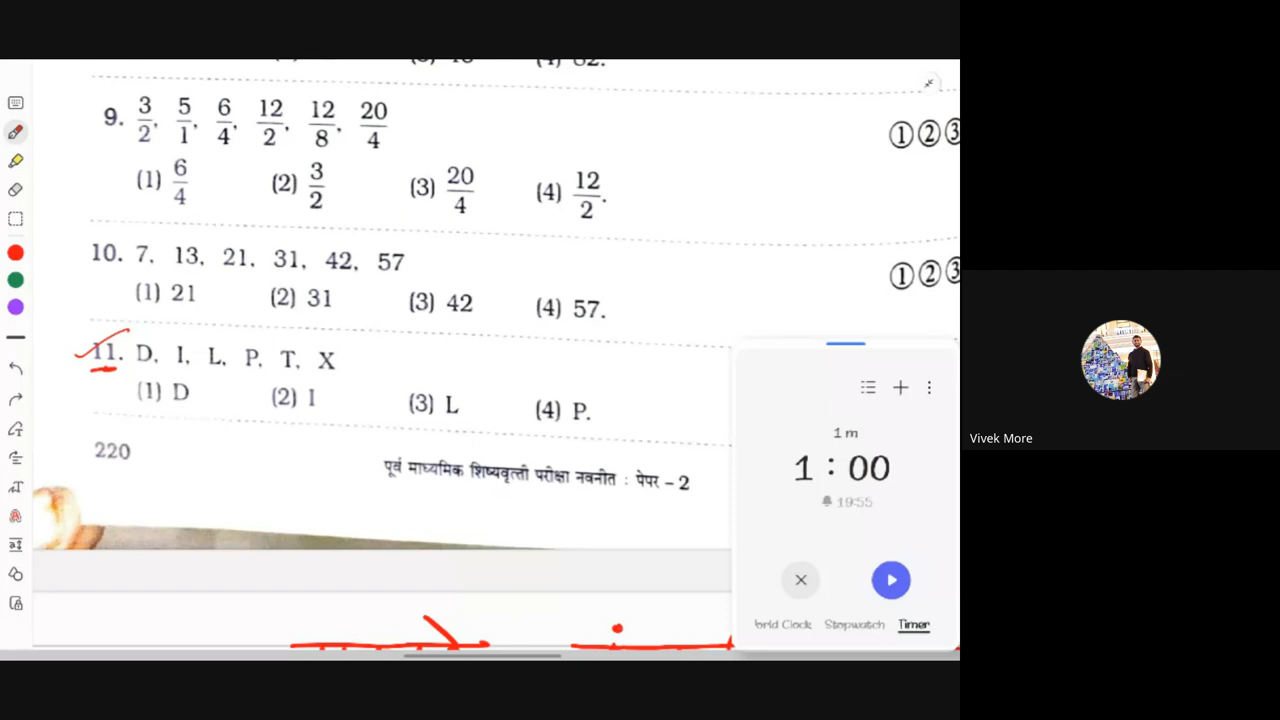 9. 3/2, 5/1, 6/4, 12/2, 12/8, 20/4
①②③
(1) 6/4 (2) 3/2 (3) 20/4 (4) 12/2.
10. 7, 13, 21, 31, 42, 57
①②③
(1) 21 (2) 31 (3) 42 (4) 57.
11. D, I, L, P, T, X
(1) D (2) I (3) L (4) P.
220
पूर्व माध्यमिक शिष्यवृत्ती परीक्षा नवनीत : पेपर – 2
1 m
1 : 00
19:55
Stopwatch
Timer
Vivek More